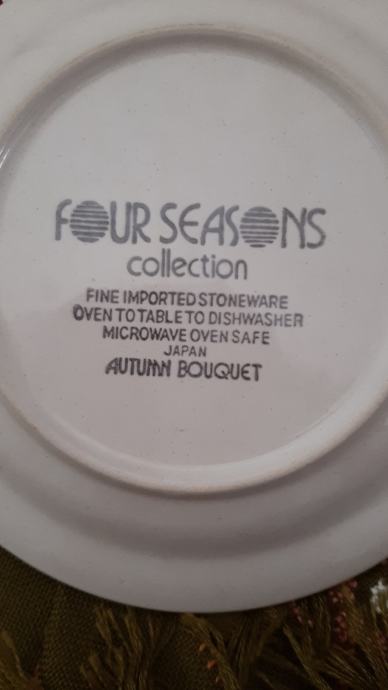 FOUR SEASONS
collection
FINE IMPORTED STONEWARE
OVEN TO TABLE TO DISHWASHER
MICROWAVE OVEN SAFE
JAPAN
AUTUMN BOUQUET